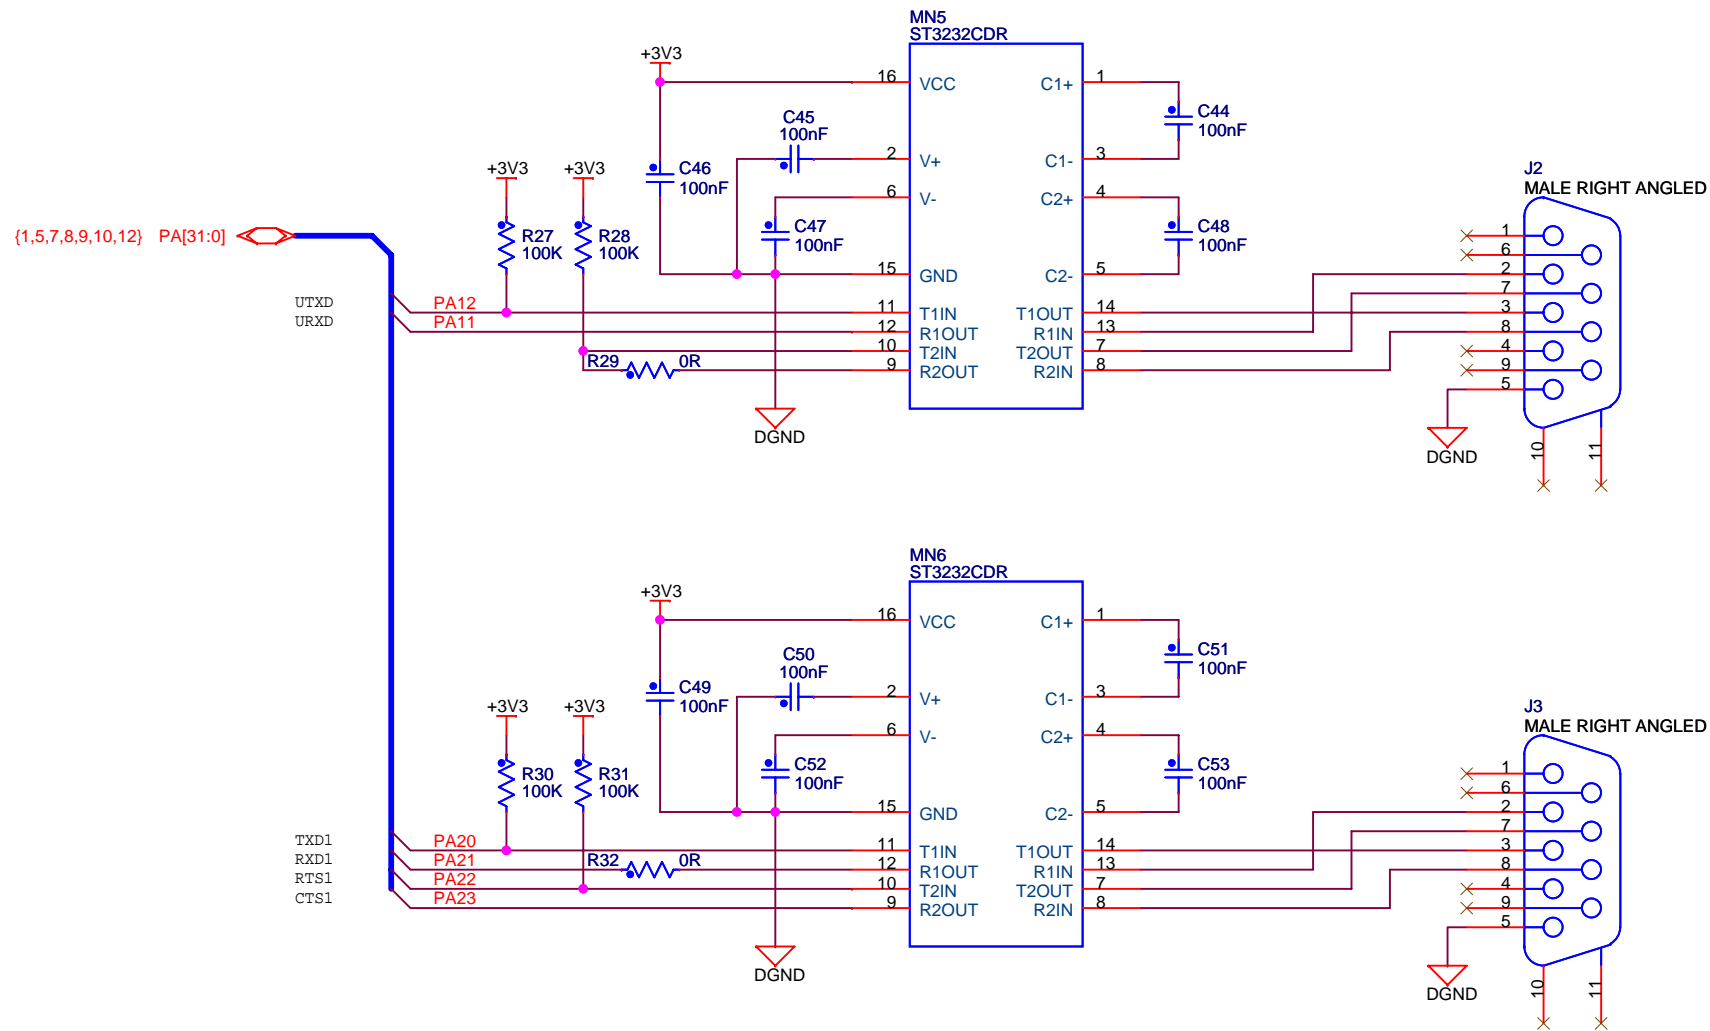 MN5
ST3232CDR
+3V3
16 VCC C1+ 1
C44
100nF
C45
100nF
2 V+ C1- 3
C46
100nF
6 V- C2+ 4
C47
100nF
C48
100nF
15 GND C2- 5
+3V3 +3V3
R27
100K
R28
100K
{1,5,7,8,9,10,12} PA[31:0]
UTXD PA12
URXD PA11
11 T1IN T1OUT 14
12 R1OUT R1IN 13
10 T2IN T2OUT 7
R29 0R
9 R2OUT R2IN 8
DGND
J2
MALE RIGHT ANGLED
1
6
2
7
3
8
4
9
5
DGND
10 11
MN6
ST3232CDR
+3V3
16 VCC C1+ 1
C51
100nF
C50
100nF
2 V+ C1- 3
C49
100nF
6 V- C2+ 4
C52
100nF
C53
100nF
15 GND C2- 5
+3V3 +3V3
R30
100K
R31
100K
TXD1 PA20
RXD1 PA21
RTS1 PA22
CTS1 PA23
11 T1IN T1OUT 14
R32 0R
12 R1OUT R1IN 13
10 T2IN T2OUT 7
9 R2OUT R2IN 8
DGND
J3
MALE RIGHT ANGLED
1
6
2
7
3
8
4
9
5
DGND
10 11